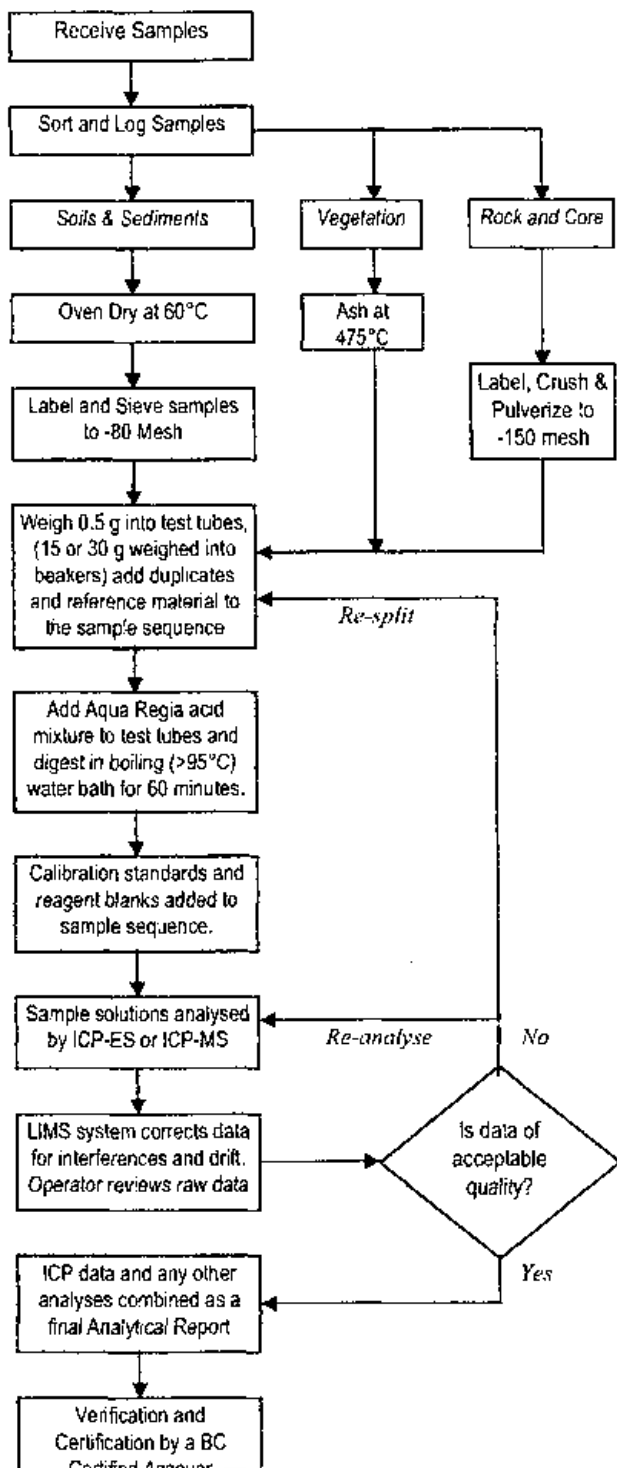 Receive Samples
Sort and Log Samples
Soils & Sediments
Vegetation
Rock and Core
Oven Dry at 60°C
Ash at
475°C
Label and Sieve samples
to -80 Mesh
Label, Crush &
Pulverize to
-150 mesh
Weigh 0.5 g into test tubes,
(15 or 30 g weighed into
beakers) add duplicates
and reference material to
the sample sequence
Re-split
Add Aqua Regia acid
mixture to test tubes and
digest in boiling (>95°C)
water bath for 60 minutes.
Calibration standards and
reagent blanks added to
sample sequence.
Sample solutions analysed
by ICP-ES or ICP-MS
Re-analyse
No
LIMS system corrects data
for interferences and drift.
Operator reviews raw data
Is data of
acceptable
quality?
Yes
ICP data and any other
analyses combined as a
final Analytical Report
Verification and
Certification by a BC
Certified Assayer